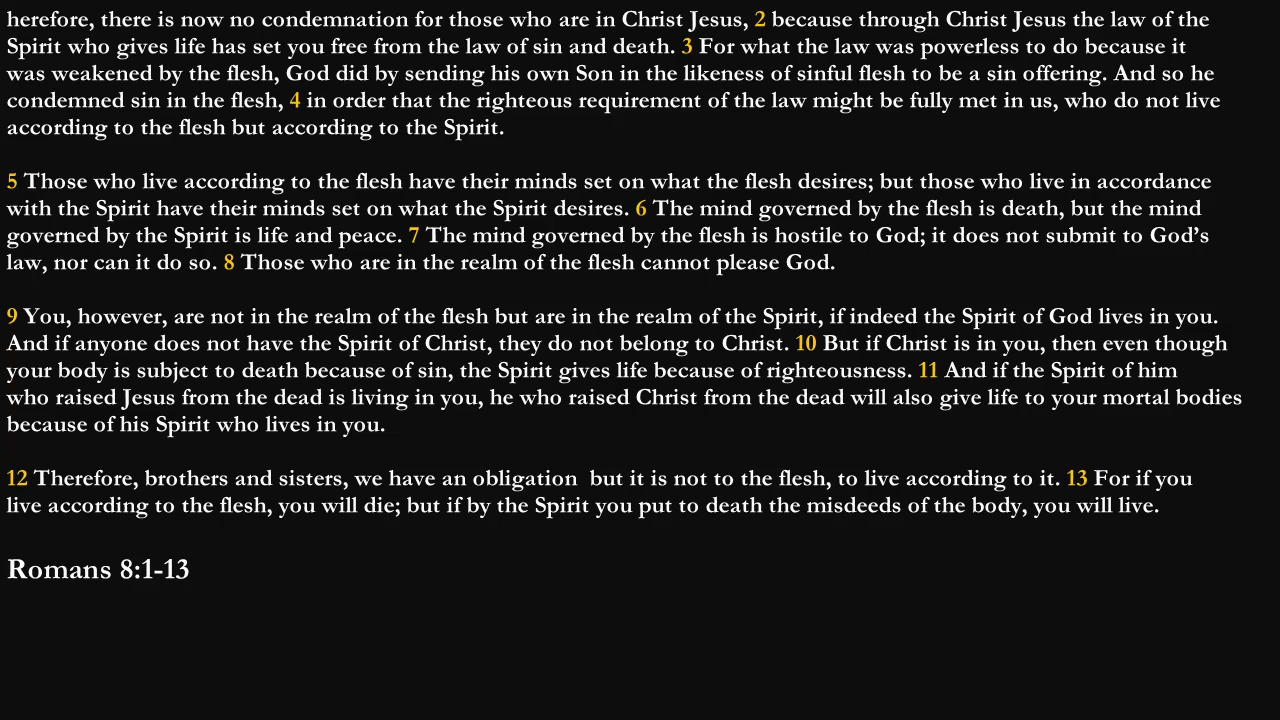 herefore, there is now no condemnation for those who are in Christ Jesus, 2 because through Christ Jesus the law of the
Spirit who gives life has set you free from the law of sin and death. 3 For what the law was powerless to do because it
was weakened by the flesh, God did by sending his own Son in the likeness of sinful flesh to be a sin offering. And so he
condemned sin in the flesh, 4 in order that the righteous requirement of the law might be fully met in us, who do not live
according to the flesh but according to the Spirit.
5 Those who live according to the flesh have their minds set on what the flesh desires; but those who live in accordance
with the Spirit have their minds set on what the Spirit desires. 6 The mind governed by the flesh is death, but the mind
governed by the Spirit is life and peace. 7 The mind governed by the flesh is hostile to God; it does not submit to God’s
law, nor can it do so. 8 Those who are in the realm of the flesh cannot please God.
9 You, however, are not in the realm of the flesh but are in the realm of the Spirit, if indeed the Spirit of God lives in you.
And if anyone does not have the Spirit of Christ, they do not belong to Christ. 10 But if Christ is in you, then even though
your body is subject to death because of sin, the Spirit gives life because of righteousness. 11 And if the Spirit of him
who raised Jesus from the dead is living in you, he who raised Christ from the dead will also give life to your mortal bodies
because of his Spirit who lives in you.
12 Therefore, brothers and sisters, we have an obligation  but it is not to the flesh, to live according to it. 13 For if you
live according to the flesh, you will die; but if by the Spirit you put to death the misdeeds of the body, you will live.
Romans 8:1-13